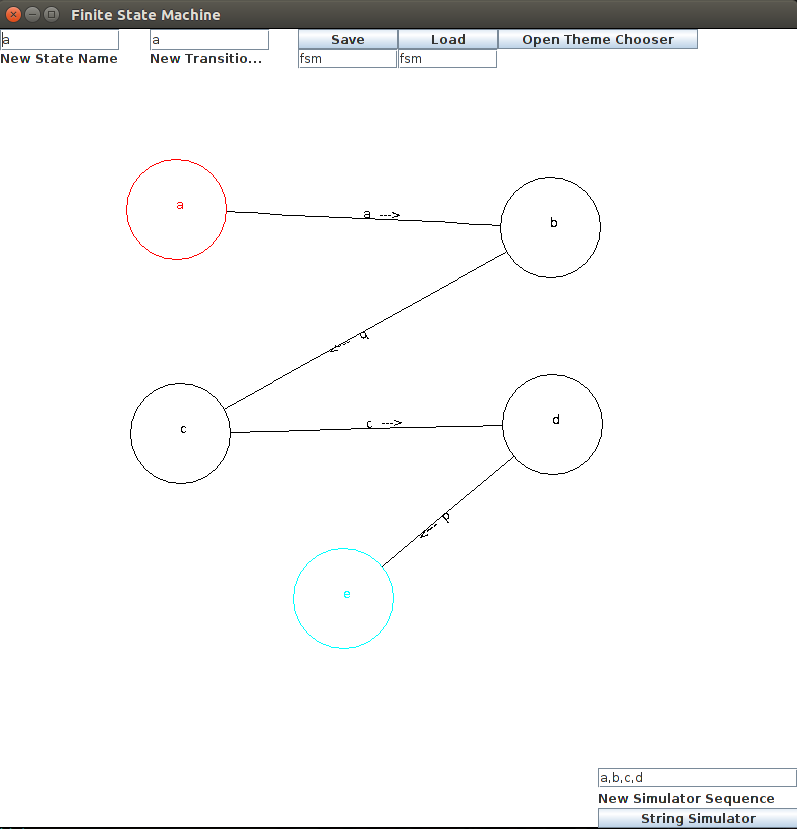 Finite State Machine
a
a
Save
Load
Open Theme Chooser
New State Name
New Transitio...
fsm
fsm
a
a --->
b
b --->
c
c --->
d
d --->
e
a,b,c,d
New Simulator Sequence
String Simulator